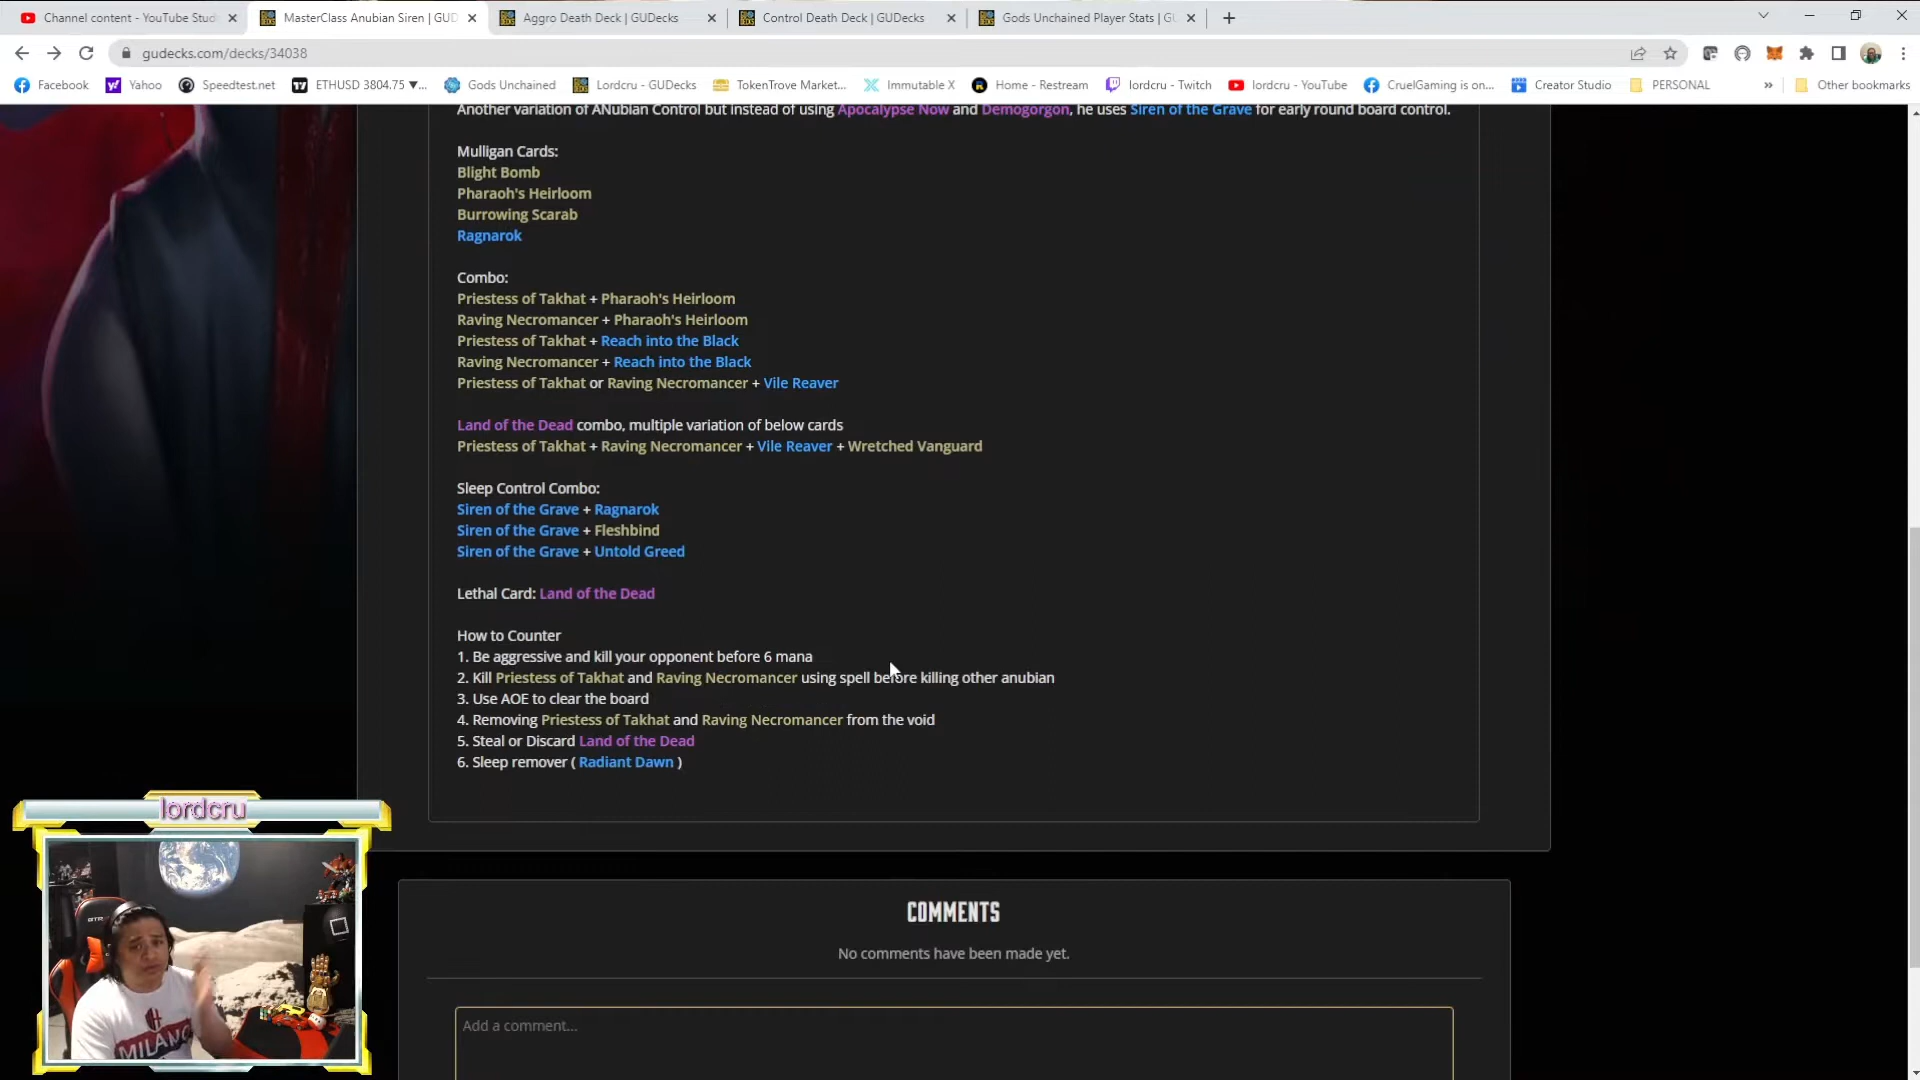 Channel content - YouTube Stud
MasterClass Anubian Siren | GUD
Aggro Death Deck | GUDecks
Control Death Deck | GUDecks
Gods Unchained Player Stats | GU
gudecks.com/decks/34038
Facebook
Yahoo
Speedtest.net
ETHUSD 3804.75 ▼...
Gods Unchained
Lordcru - GUDecks
TokenTrove Market...
Immutable X
Home - Restream
lordcru - Twitch
lordcru - YouTube
CruelGaming is on...
Creator Studio
PERSONAL
»
Other bookmarks
Another variation of ANubian Control but instead of using Apocalypse Now and Demogorgon, he uses Siren of the Grave for early round board control.
Mulligan Cards:
Blight Bomb
Pharaoh's Heirloom
Burrowing Scarab
Ragnarok
Combo:
Priestess of Takhat + Pharaoh's Heirloom
Raving Necromancer + Pharaoh's Heirloom
Priestess of Takhat + Reach into the Black
Raving Necromancer + Reach into the Black
Priestess of Takhat or Raving Necromancer + Vile Reaver
Land of the Dead combo, multiple variation of below cards
Priestess of Takhat + Raving Necromancer + Vile Reaver + Wretched Vanguard
Sleep Control Combo:
Siren of the Grave + Ragnarok
Siren of the Grave + Fleshbind
Siren of the Grave + Untold Greed
Lethal Card: Land of the Dead
How to Counter
1. Be aggressive and kill your opponent before 6 mana
2. Kill Priestess of Takhat and Raving Necromancer using spell before killing other anubian
3. Use AOE to clear the board
4. Removing Priestess of Takhat and Raving Necromancer from the void
5. Steal or Discard Land of the Dead
6. Sleep remover ( Radiant Dawn )
lordcru
GTR
MILANO
COMMENTS
No comments have been made yet.
Add a comment...